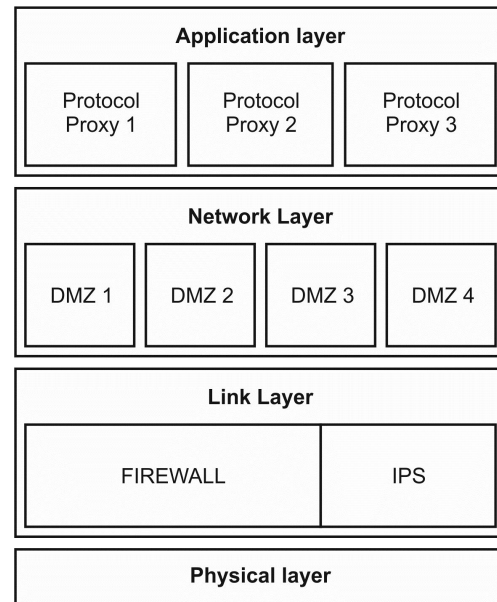 Application layer
Protocol
Proxy 1
Protocol
Proxy 2
Protocol
Proxy 3
Network Layer
DMZ 1
DMZ 2
DMZ 3
DMZ 4
Link Layer
FIREWALL
IPS
Physical layer